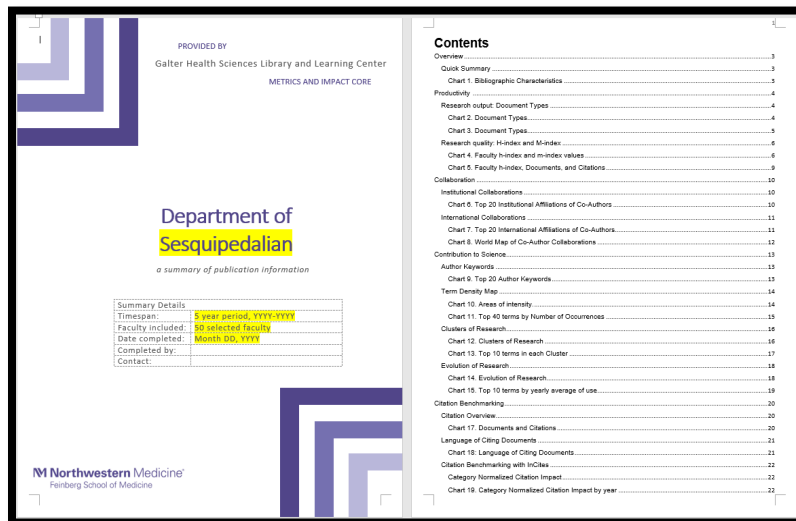 PROVIDED BY
Galter Health Sciences Library and Learning Center
METRICS AND IMPACT CORE
Department of
Sesquipedalian
a summary of publication information
Summary Details
Timespan: 5 year period, YYYY-YYYY
Faculty included: 50 selected faculty
Date completed: Month DD, YYYY
Completed by:
Contact:
Northwestern Medicine®
Feinberg School of Medicine
1
Contents
Overview 3
Quick Summary 3
Chart 1. Bibliographic Characteristics 3
Productivity 4
Research output: Document Types 4
Chart 2. Document Types 4
Chart 3. Document Types 5
Research quality: H-index and M-index 6
Chart 4. Faculty h-index and m-index values 6
Chart 5. Faculty h-index, Documents, and Citations 9
Collaboration 10
Institutional Collaborations 10
Chart 6. Top 20 Institutional Affiliations of Co-Authors 10
International Collaborations 11
Chart 7. Top 20 International Affiliations of Co-Authors 11
Chart 8. World Map of Co-Author Collaborations 12
Contribution to Science 13
Author Keywords 13
Chart 9. Top 20 Author Keywords 13
Term Density Map 14
Chart 10. Areas of intensity 14
Chart 11. Top 40 terms by Number of Occurrences 15
Clusters of Research 16
Chart 12. Clusters of Research 16
Chart 13. Top 10 terms in each Cluster 17
Evolution of Research 18
Chart 14. Evolution of Research 18
Chart 15. Top 10 terms by yearly average of use 19
Citation Benchmarking 20
Citation Overview 20
Chart 17. Documents and Citations 20
Language of Citing Documents 21
Chart 18: Language of Citing Documents 21
Citation Benchmarking with InCites 22
Category Normalized Citation Impact 22
Chart 19. Category Normalized Citation Impact by year 22